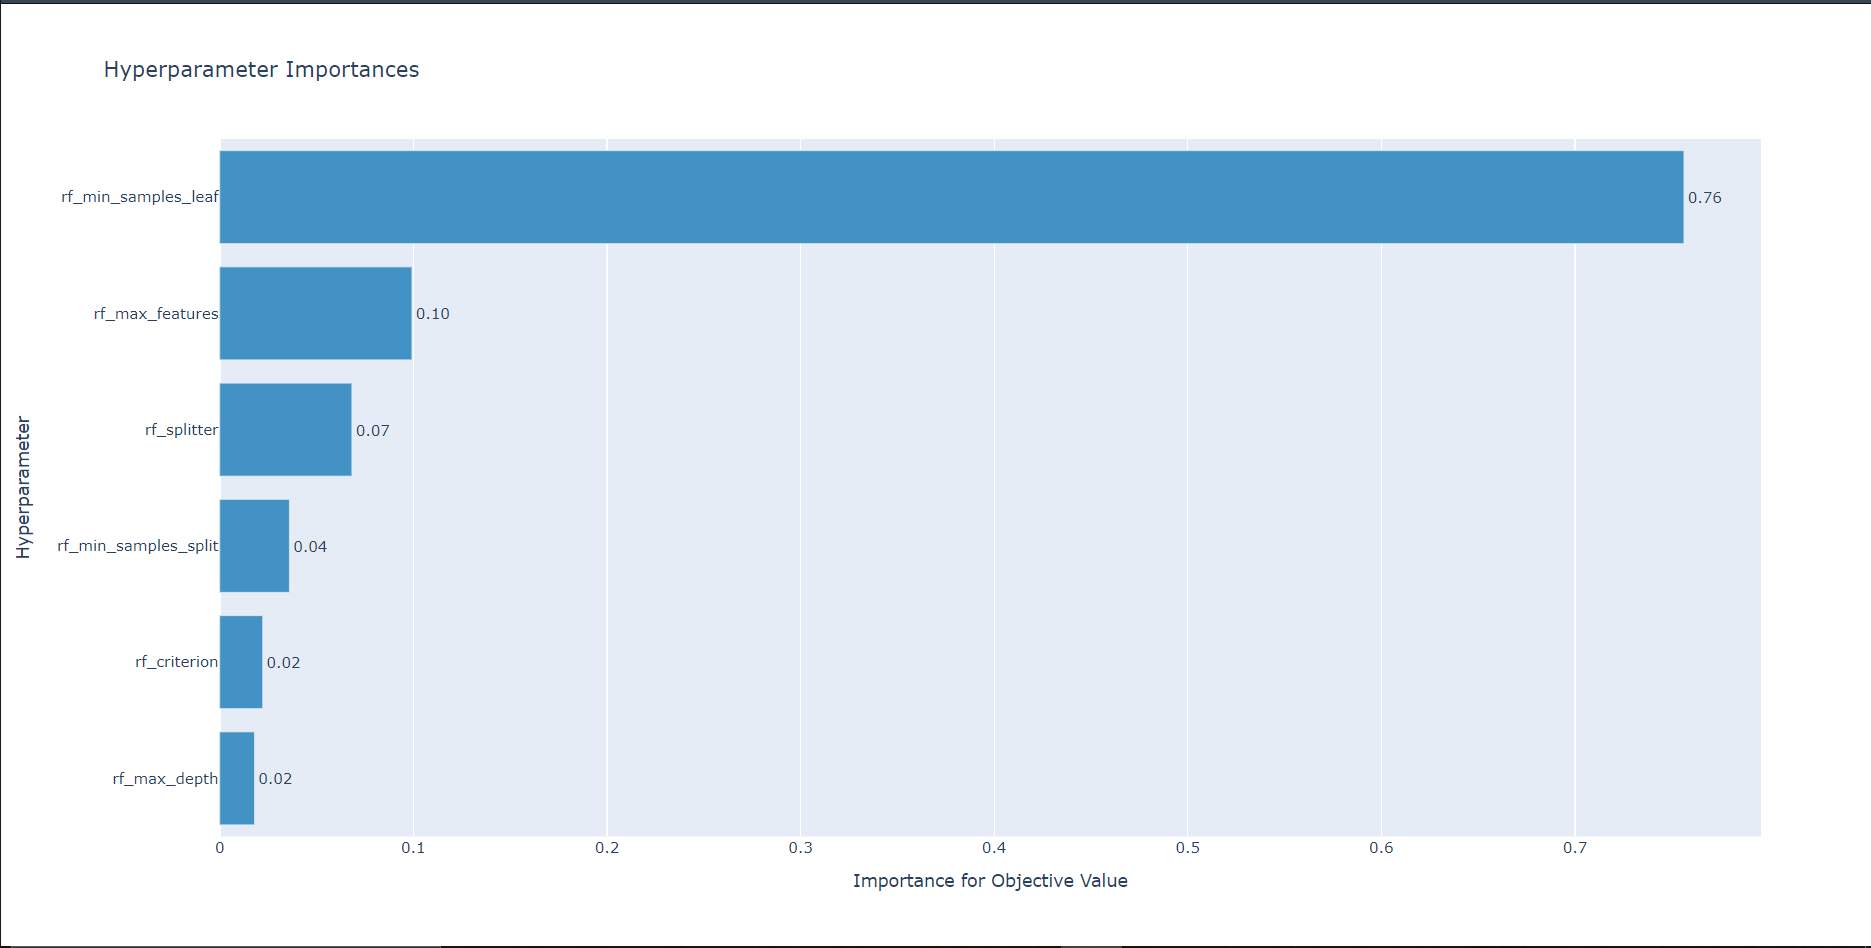 Hyperparameter Importances
Hyperparameter
rf_min_samples_leaf
0.76
rf_max_features
0.10
rf_splitter
0.07
rf_min_samples_split
0.04
rf_criterion
0.02
rf_max_depth
0.02
0 0.1 0.2 0.3 0.4 0.5 0.6 0.7
Importance for Objective Value